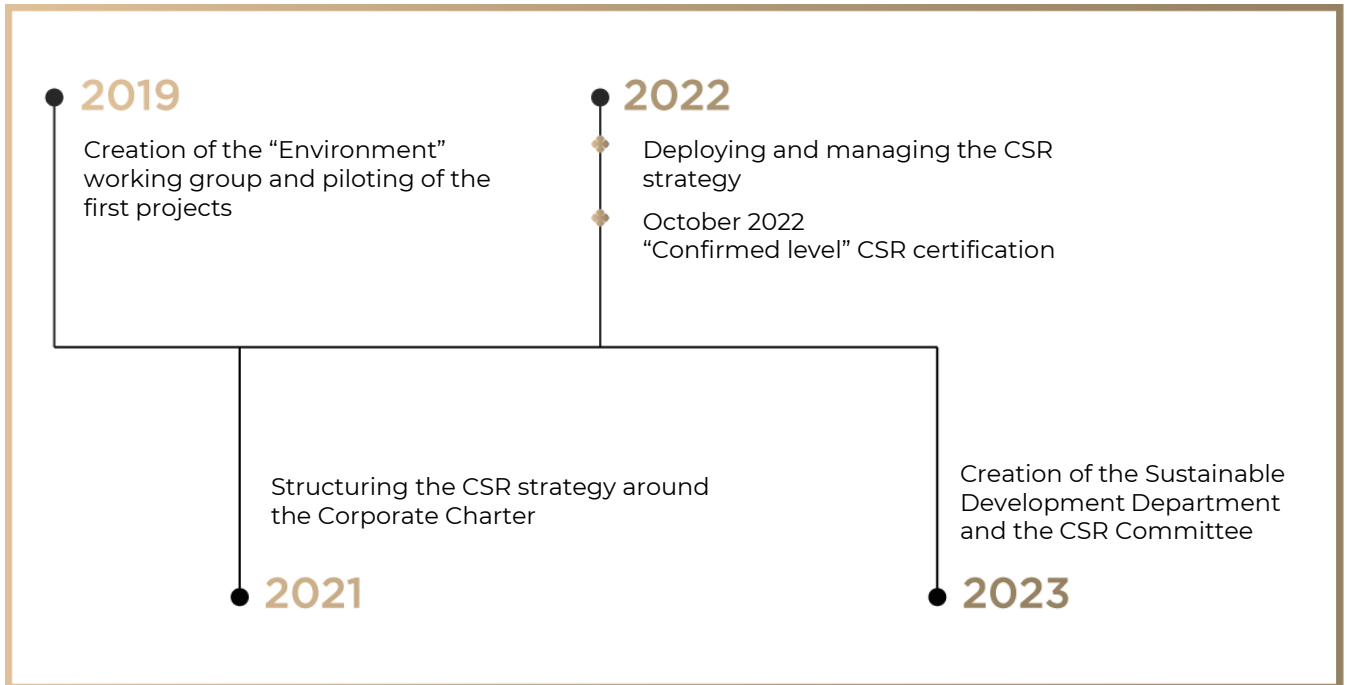 2019
Creation of the “Environment”
working group and piloting of the
first projects
2022
Deploying and managing the CSR
strategy
October 2022
“Confirmed level” CSR certification
Structuring the CSR strategy around
the Corporate Charter
2021
Creation of the Sustainable
Development Department
and the CSR Committee
2023